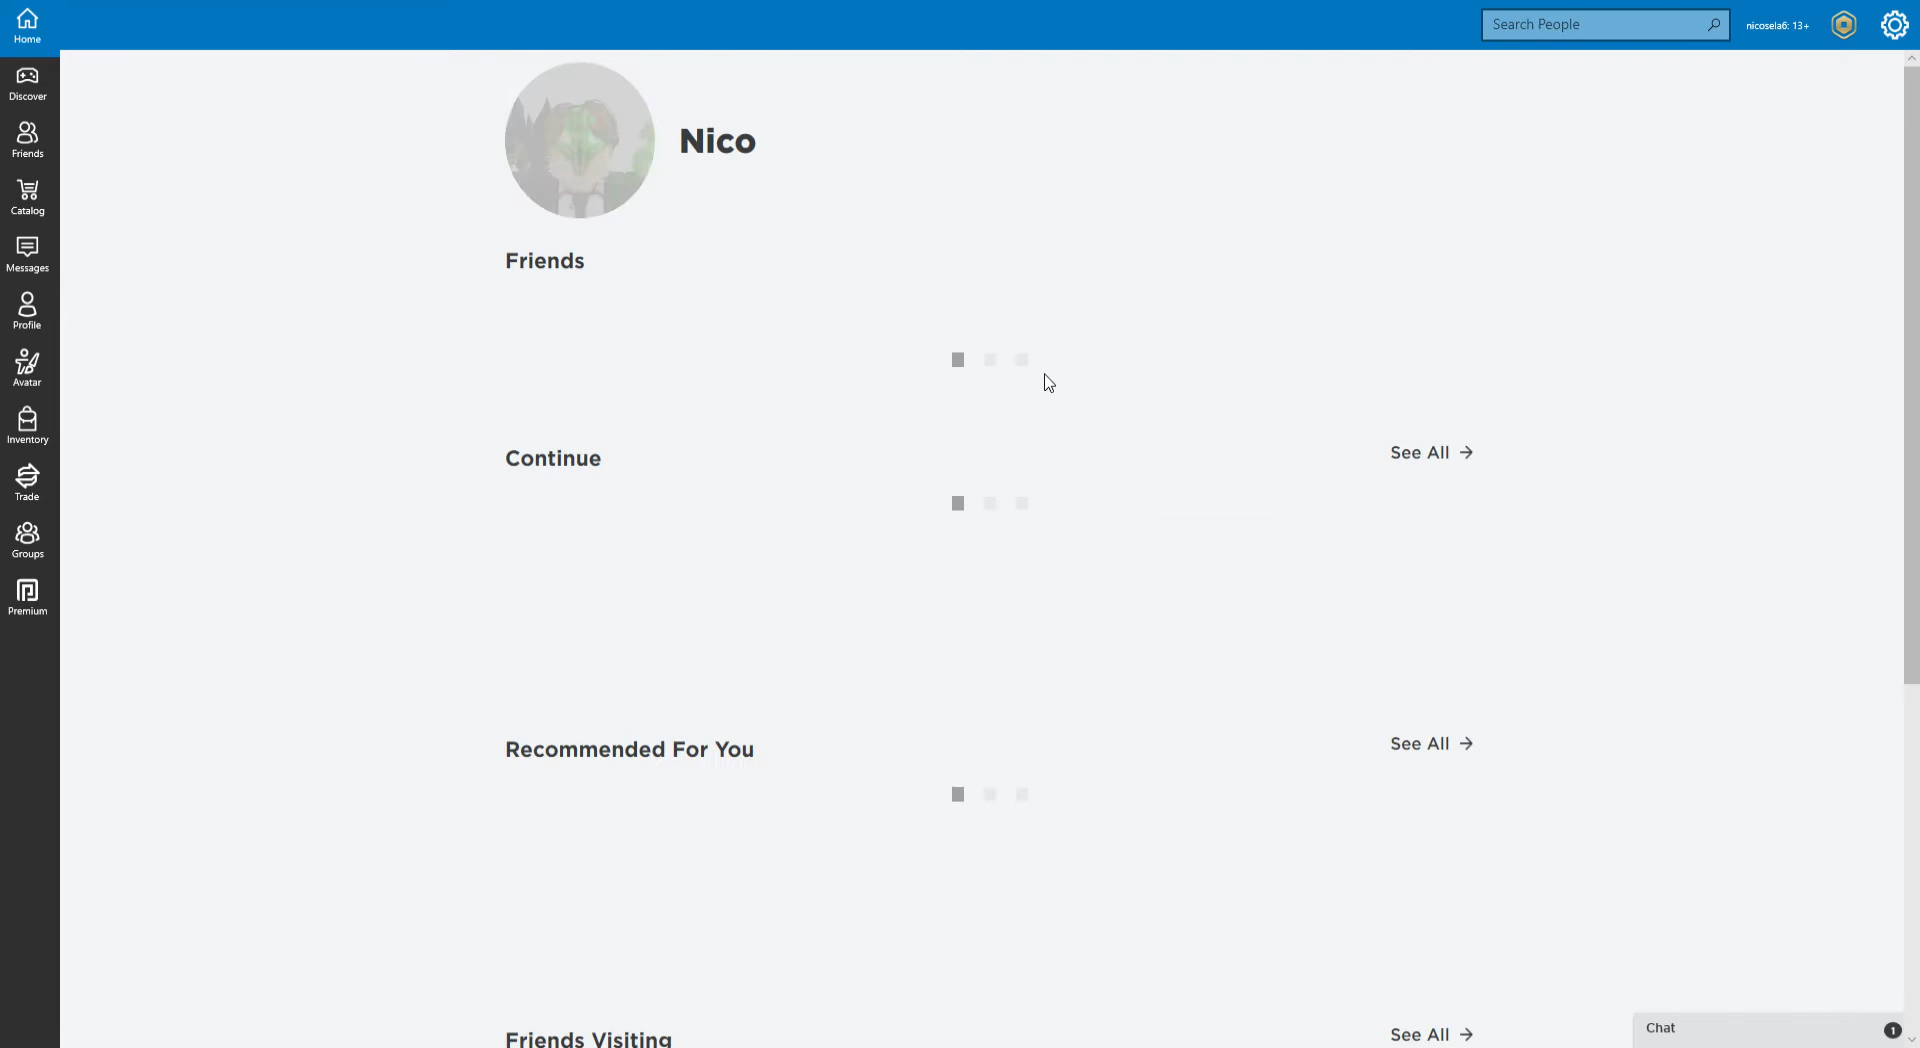 Home
Search People
nicosela6: 13+
Discover
Friends
Catalog
Messages
Profile
Avatar
Inventory
Trade
Groups
Premium
Nico
Friends
Continue
See All
Recommended For You
See All
Friends Visiting
See All
Chat
1